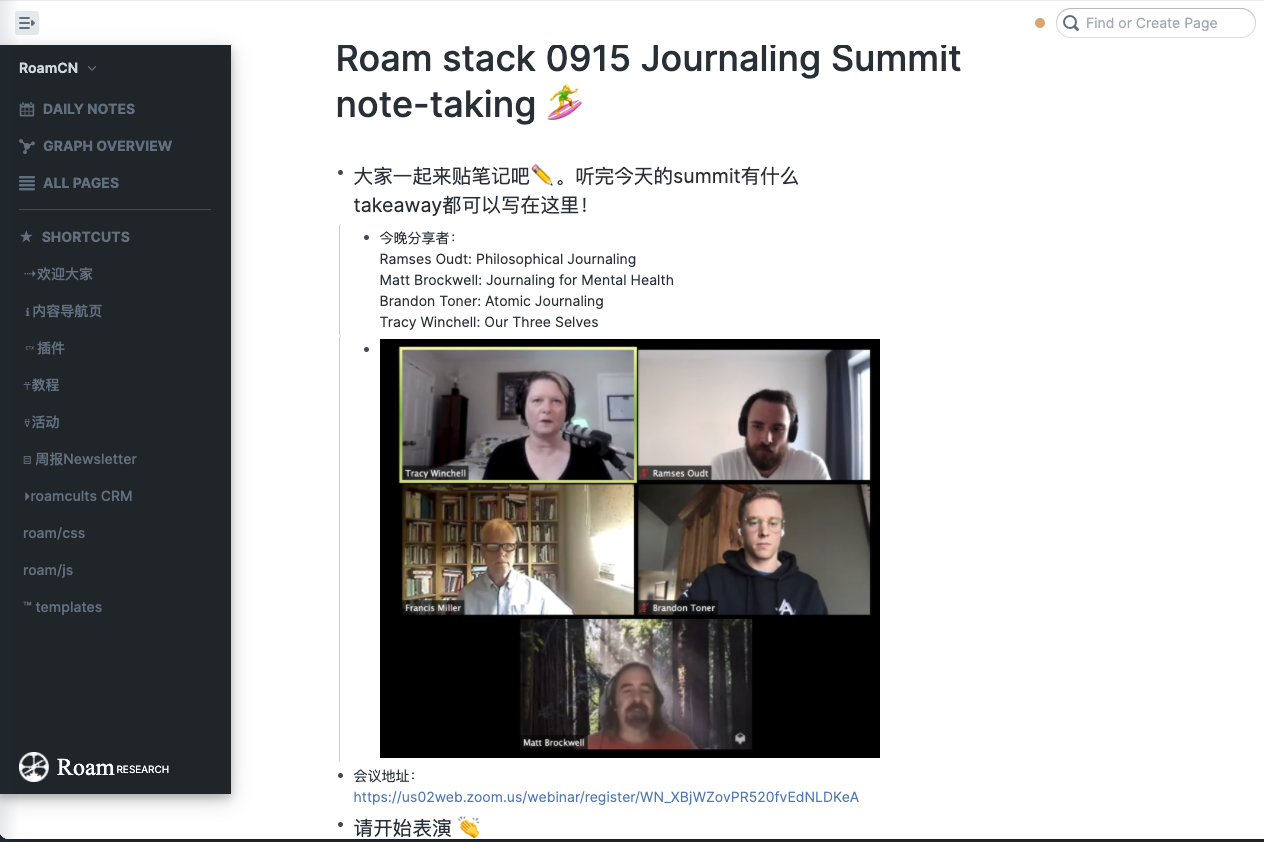 Find or Create Page
RoamCN
DAILY NOTES
GRAPH OVERVIEW
ALL PAGES
SHORTCUTS
欢迎大家
内容导航页
插件
教程
活动
周报Newsletter
roamcults CRM
roam/css
roam/js
™ templates
Roam RESEARCH
Roam stack 0915 Journaling Summit
note-taking 🏄‍♀️
大家一起来贴笔记吧✏️。听完今天的summit有什么
takeaway都可以写在这里！
今晚分享者：
Ramses Oudt: Philosophical Journaling
Matt Brockwell: Journaling for Mental Health
Brandon Toner: Atomic Journaling
Tracy Winchell: Our Three Selves
Tracy Winchell
Ramses Oudt
Francis Miller
Brandon Toner
Matt Brockwell
会议地址：
https://us02web.zoom.us/webinar/register/WN_XBjWZovPR520fvEdNLDKeA
请开始表演 👏